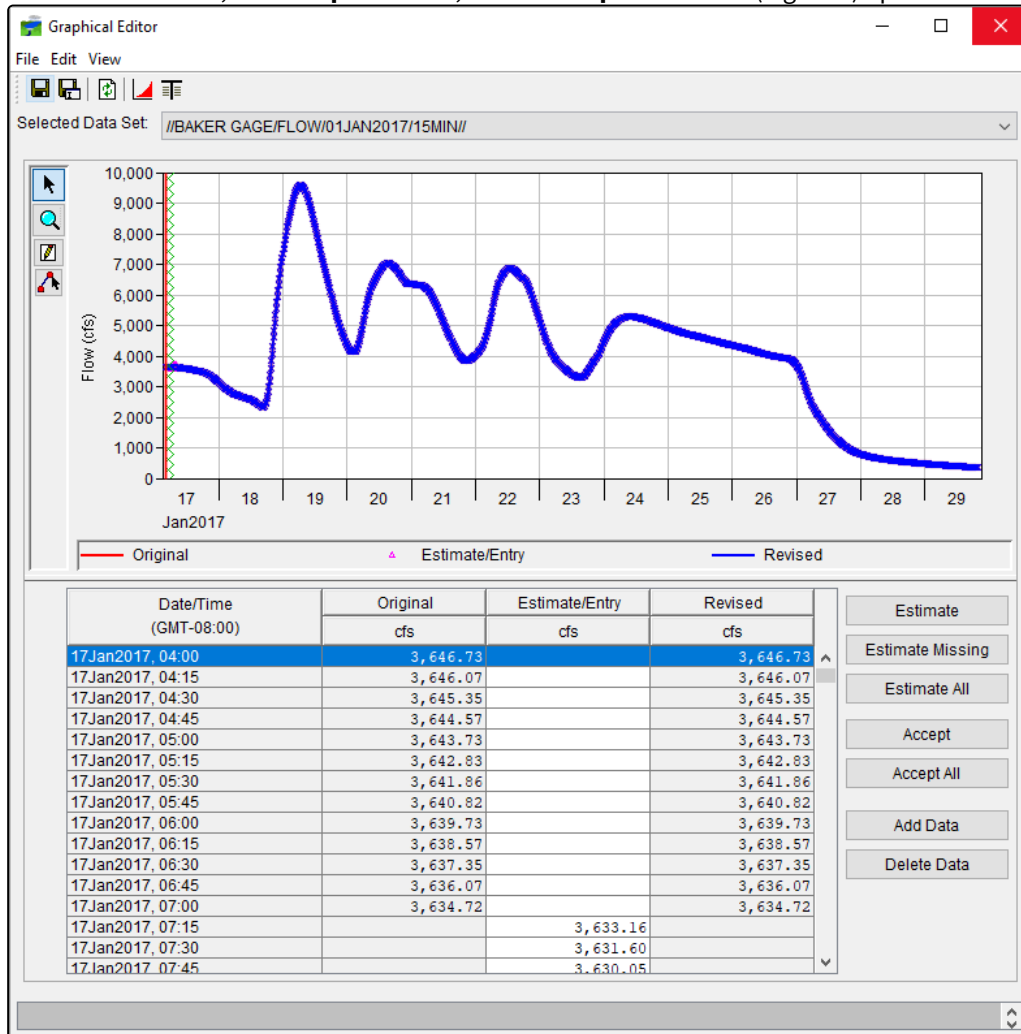 Graphical Editor
File Edit View
Selected Data Set: //BAKER GAGE/FLOW/01JAN2017/15MIN//
10,000
9,000
8,000
7,000
6,000
5,000
4,000
3,000
2,000
1,000
0
Flow (cfs)
17 18 19 20 21 22 23 24 25 26 27 28 29
Jan2017
Original Estimate/Entry Revised
Date/Time Original Estimate/Entry Revised
(GMT-08:00) cfs cfs cfs
17Jan2017, 04:00 3,646.73 3,646.73
17Jan2017, 04:15 3,646.07 3,646.07
17Jan2017, 04:30 3,645.35 3,645.35
17Jan2017, 04:45 3,644.57 3,644.57
17Jan2017, 05:00 3,643.73 3,643.73
17Jan2017, 05:15 3,642.83 3,642.83
17Jan2017, 05:30 3,641.86 3,641.86
17Jan2017, 05:45 3,640.82 3,640.82
17Jan2017, 06:00 3,639.73 3,639.73
17Jan2017, 06:15 3,638.57 3,638.57
17Jan2017, 06:30 3,637.35 3,637.35
17Jan2017, 06:45 3,636.07 3,636.07
17Jan2017, 07:00 3,634.72 3,634.72
17Jan2017, 07:15 3,633.16
17Jan2017, 07:30 3,631.60
17Jan2017, 07:45 3,630.05
Estimate
Estimate Missing
Estimate All
Accept
Accept All
Add Data
Delete Data